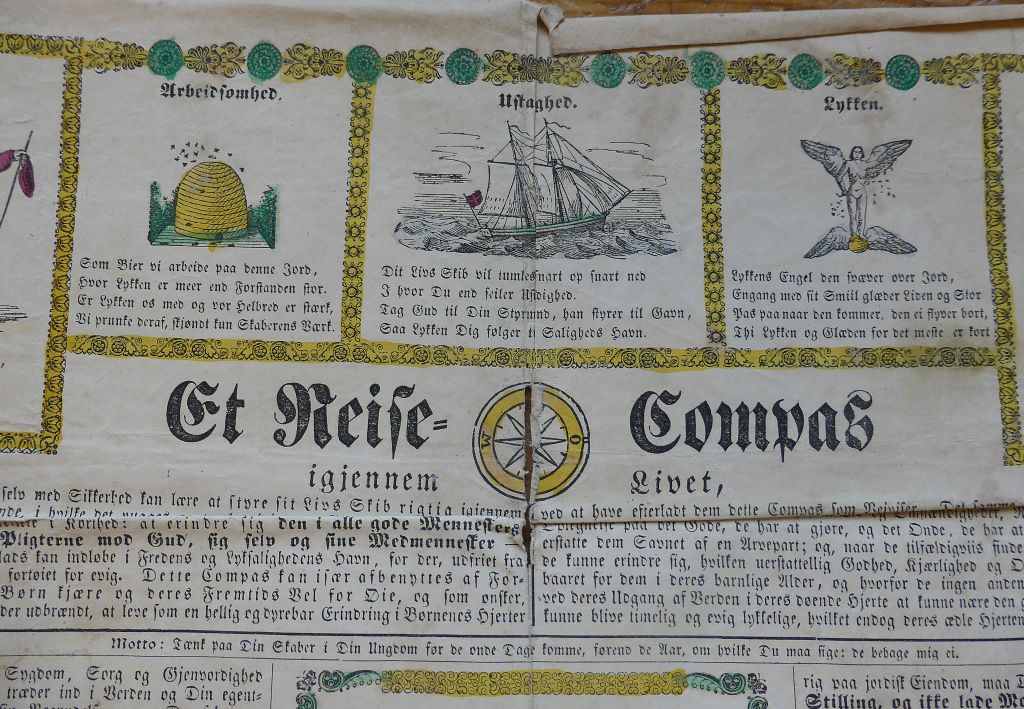 Arbeidsomhed.
Som Bier vi arbeide paa denne Jord,
Hvor Lykken er meer end Forstanden stor.
Er Lykken os med og vor Helbred er stærk,
Vi prunke deraf, skjøndt kun Skaberens Værk.
Ustaghed.
Dit Livs Skib vil tumles snart op snart ned
I hvor Du end seiler Ustdighed.
Tag Gud til Din Styrmand, han styrer til Gavn,
Saa Lykken Dig følger til Saligheds Havn.
Lykken.
Lykkens Engel den svæver over Jord,
Engang med sit Smiil glæder Liden og Stor
Pas paa naar den kommer, den ei flyver bort,
Thi Lykken og Glæden for det meste er kort
Et Reise-Compas
W O
igjennem Livet,
selv med Sikkerhed kan lære at styre sit Livs Skib rigtig igjennem
i Korthed: at erindre sig den i alle gode Menneskers
Pligterne mod Gud, sig selv og sine Medmennesker
kan indløbe i Fredens og Lyksalighedens Havn, for der, udfriet fra
fortøiet for evig. Dette Compas kan især afbenyttes af For-
Børn kjære og deres Fremtids Vel for Øie, og som ønsker,
der udbrændt, at leve som en hellig og dyrebar Erindring i Børnenes Hjerter
ved at have efterladt dem dette Compas som Veiviser
paa det Gode, de har at gjøre, og det Onde, de har at
erstatte dem Savnet af en Arvepart; og, naar de tilfældigviis finde
de kunne erindre sig, hvilken uerstattelig Godhed, Kjærlighed og
baaret for dem i deres barnlige Alder, og hvorfor de ingen anden
ved deres Udgang af Verden i deres døende Hjerte at kunne nære den
kunne blive timelig og evig lykkelige, hvilket endog deres ædle Hjerter
Motto: Tænk paa Din Skaber i Din Ungdom før de onde Dage komme, førend de Aar, om hvilke Du maa sige: de behage mig ei.
Sygdom, Sorg og Gjenvordighed
træder ind i Verden og Din egent-
rig paa jordisk Eiendom, maa
Stilling, og ikke lade